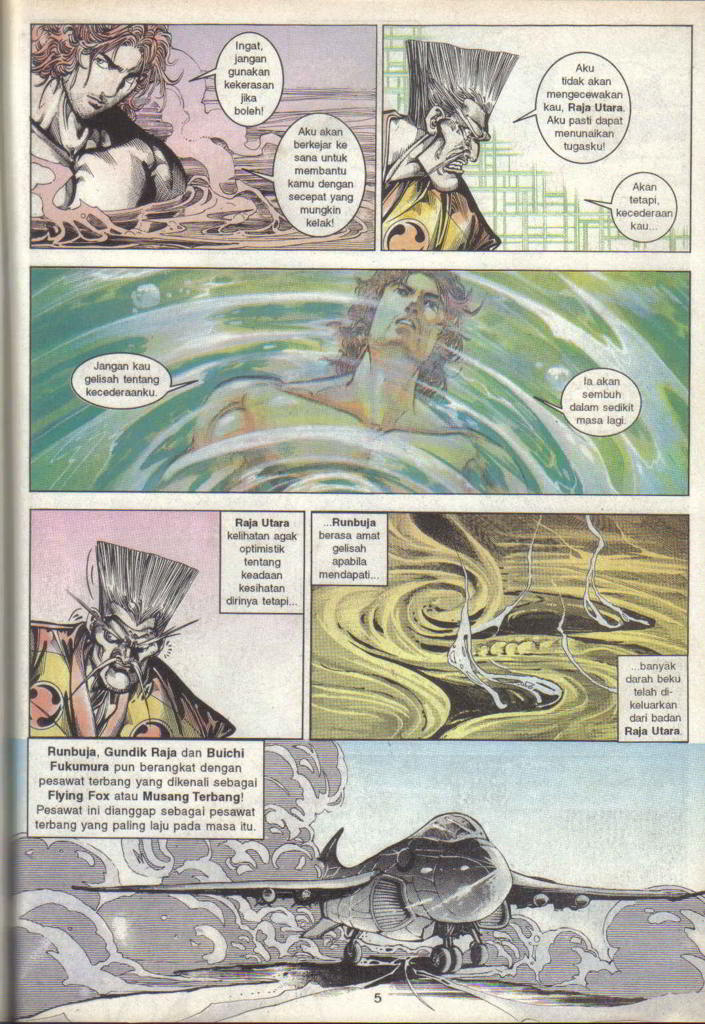 Ingat,
jangan
gunakan
kekerasan
jika
boleh!
Aku akan
berkejar ke
sana untuk
membantu
kamu dengan
secepat yang
mungkin
kelak!
Aku
tidak akan
mengecewakan
kau, Raja Utara.
Aku pasti dapat
menunaikan
tugasku!
Akan
tetapi,
kecederaan
kau...
Jangan kau
gelisah tentang
kecederaanku.
Ia akan
sembuh
dalam sedikit
masa lagi.
Raja Utara
kelihatan agak
optimistik
tentang
keadaan
kesihatan
dirinya tetapi...
...Runbuja
berasa amat
gelisah
apabila
mendapati...
...banyak
darah beku
telah di-
keluarkan
dari badan
Raja Utara.
Runbuja, Gundik Raja dan Buichi
Fukumura pun berangkat dengan
pesawat terbang yang dikenali sebagai
Flying Fox atau Musang Terbang!
Pesawat ini dianggap sebagai pesawat
terbang yang paling laju pada masa itu.
5